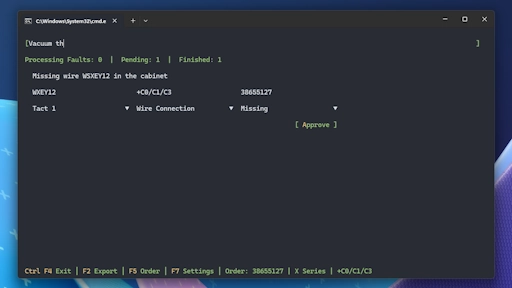 C:\Windows\System32\cmd.e
[Vacuum th ]
Processing Faults: 0 | Pending: 1 | Finished: 1
Missing wire WSXEY12 in the cabinet
WXEY12 +C0/C1/C3 38655127
Tact 1 ▼ Wire Connection ▼ Missing ▼
[ Approve ]
Ctrl F4 Exit | F2 Export | F5 Order | F7 Settings | Order: 38655127 | X Series | +C0/C1/C3